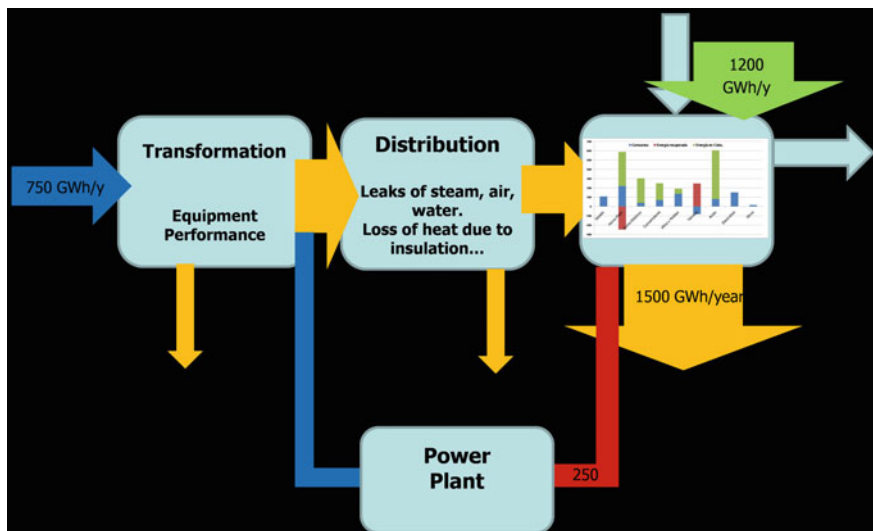 1200
GWh/y
Transformation
Equipment
Performance
Distribution
Leaks of steam, air,
water.
Loss of heat due to
insulation...
750 GWh/y
1500 GWh/year
Power
Plant
250